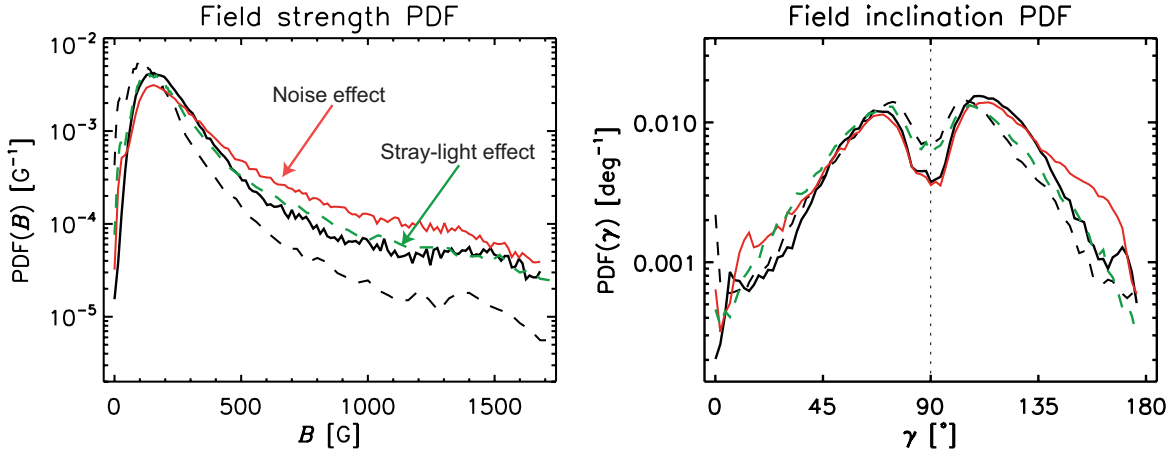 Field strength PDF
10⁻²
10⁻³
10⁻⁴
10⁻⁵
PDF(B) [G⁻¹]
Noise effect
Stray-light effect
0 500 1000 1500
B [G]
Field inclination PDF
0.010
0.001
PDF(γ) [deg⁻¹]
0 45 90 135 180
γ [°]